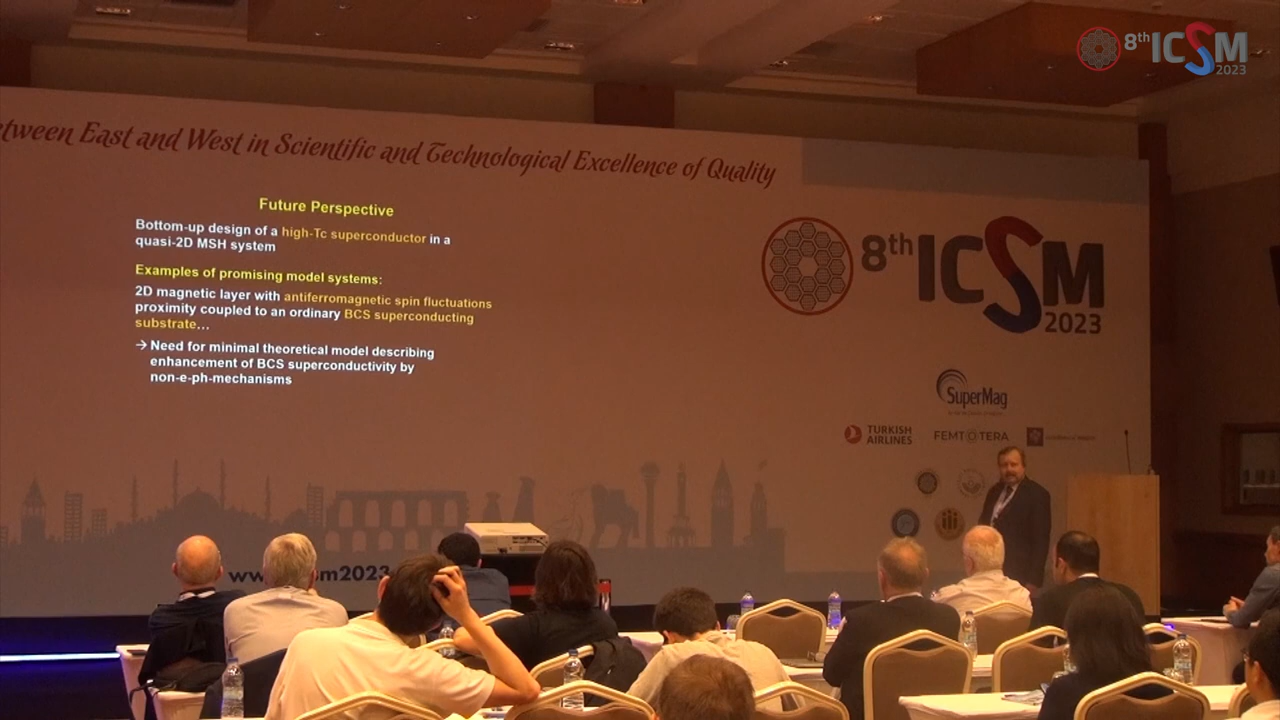 8th ICSM
2023
etween East and West in Scientific and Technological Excellence of Quality
Future Perspective
Bottom-up design of a high-Tc superconductor in a
quasi-2D MSH system
Examples of promising model systems:
2D magnetic layer with antiferromagnetic spin fluctuations
proximity coupled to an ordinary BCS superconducting
substrate…
→ Need for minimal theoretical model describing
enhancement of BCS superconductivity by
non-e-ph-mechanisms
8th ICSM
2023
SuperMag
TURKISH
AIRLINES
FEMTOTERA